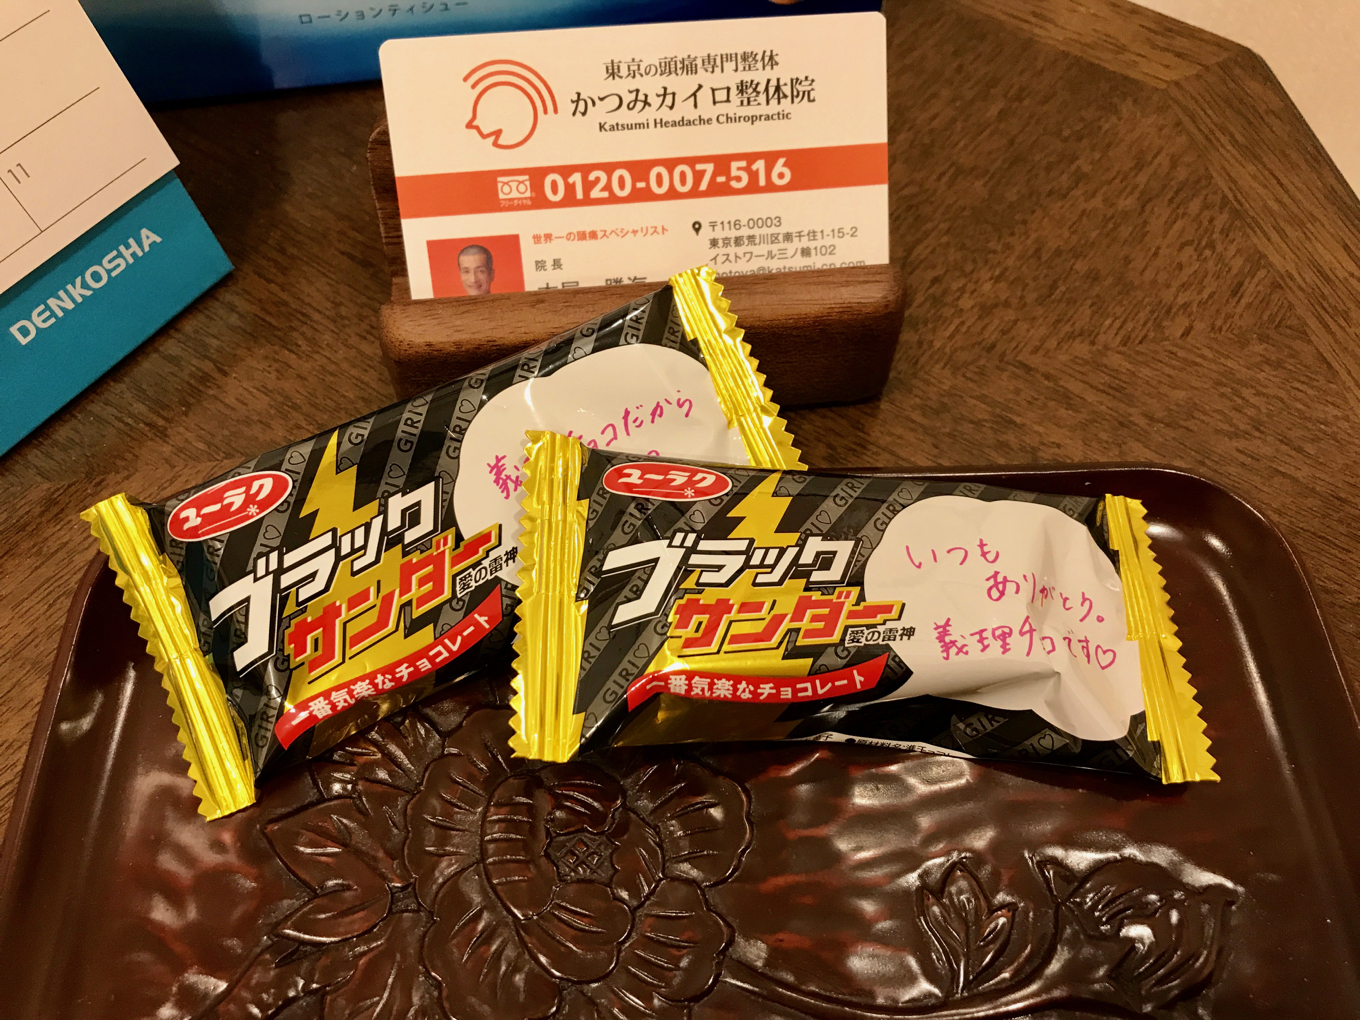 ローションティシュー
11
DENKOSHA
東京の頭痛専門整体
かつみカイロ整体院
Katsumi Headache Chiropractic
フリーダイヤル
0120-007-516
世界一の頭痛スペシャリスト
院長
〒116-0003
東京都荒川区南千住1-15-2
イストワール三ノ輪102
GIRI♡ GIRI♡ GIRI♡
ユーラク
ブラック
サンダー
愛の雷神
一番気楽なチョコレート
義
チョコだから
ユーラク
ブラック
サンダー
愛の雷神
一番気楽なチョコレート
いつも
ありがとう。
義理チョコです♡
GIRI♡